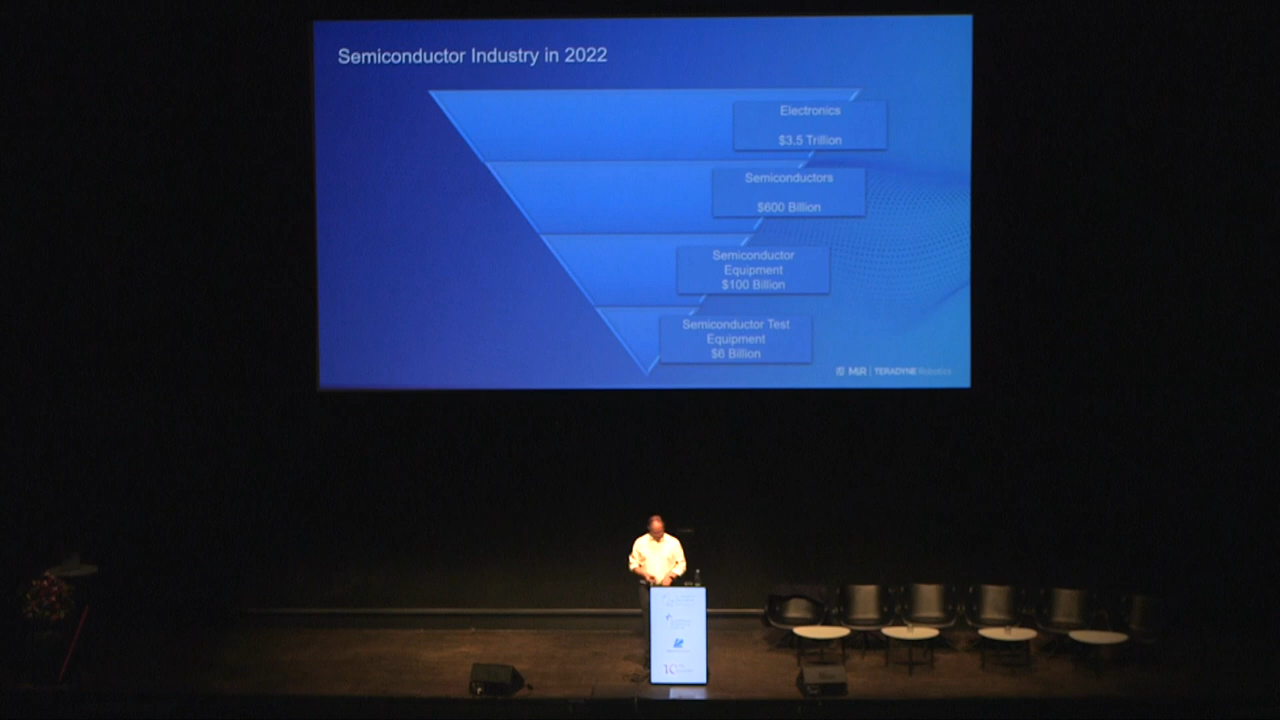 Semiconductor Industry in 2022
Electronics
$3.5 Trillion
Semiconductors
$600 Billion
Semiconductor
Equipment
$100 Billion
Semiconductor Test
Equipment
$6 Billion
MiR | TERADYNE Robotics
10